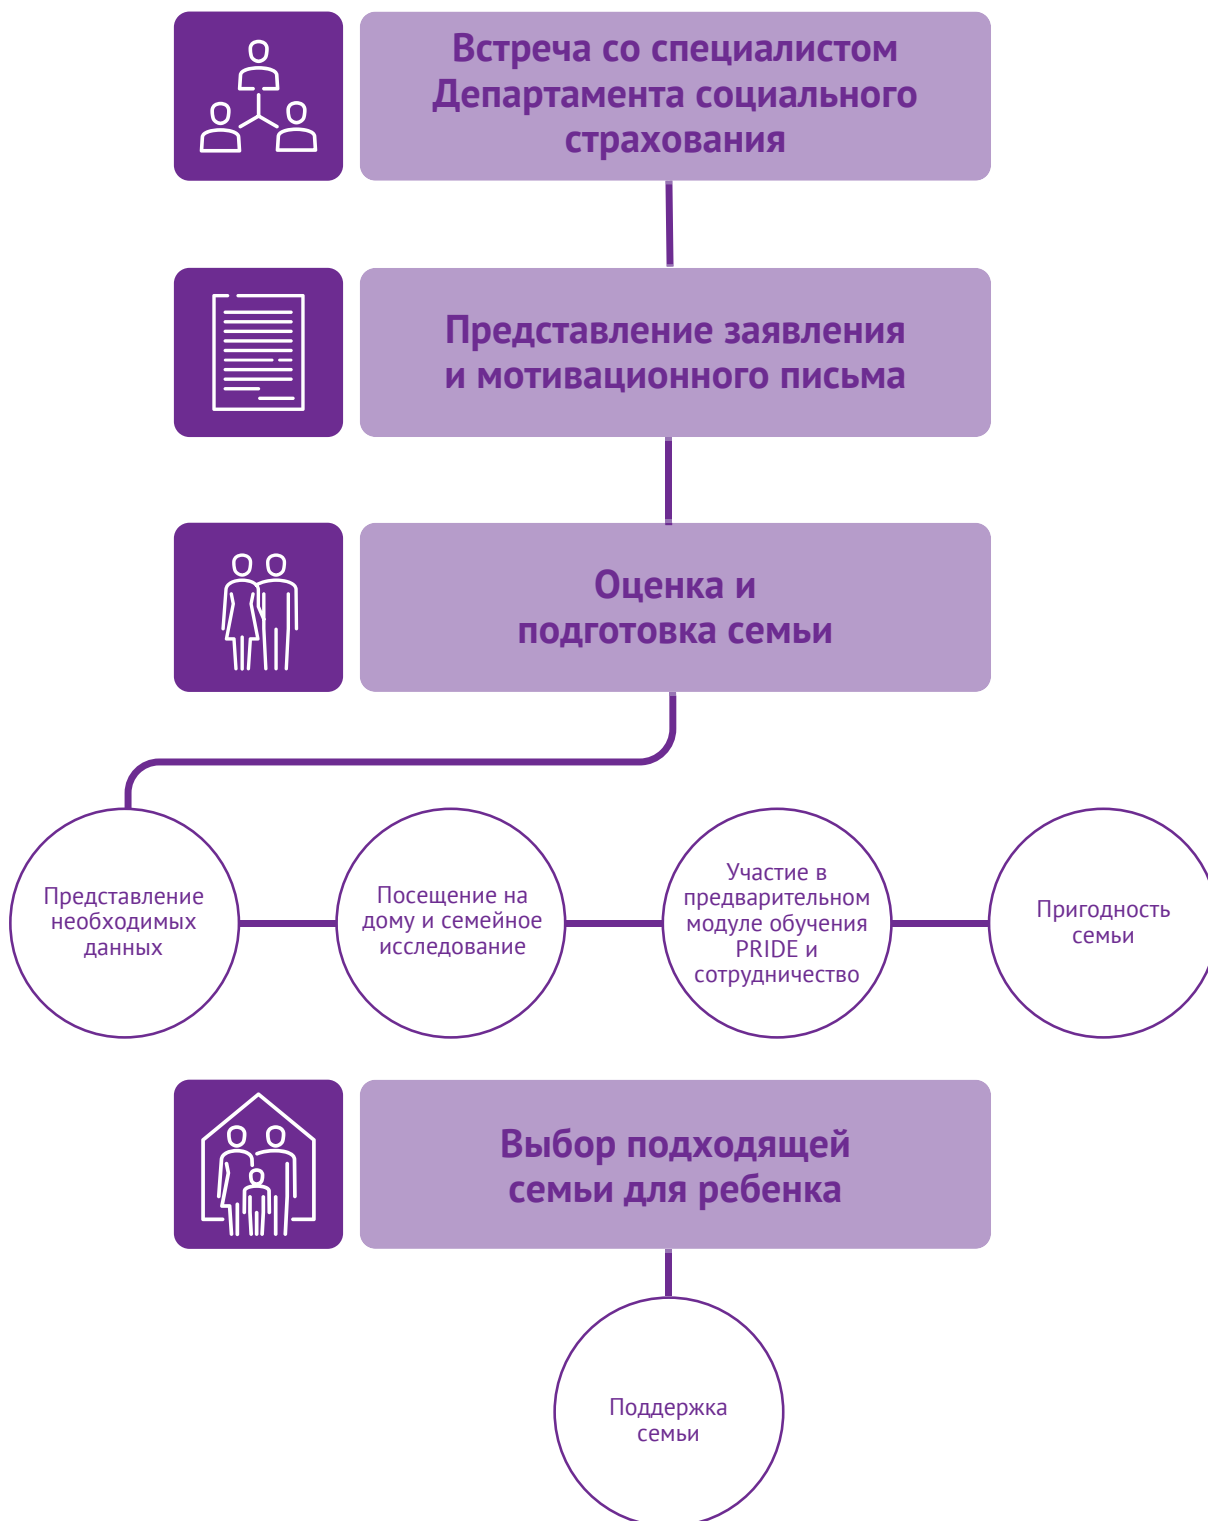 Встреча со специалистом
Департамента социального
страхования
Представление заявления
и мотивационного письма
Оценка и
подготовка семьи
Представление
необходимых
данных
Посещение на
дому и семейное
исследование
Участие в
предварительном
модуле обучения
PRIDE и
сотрудничество
Пригодность
семьи
Выбор подходящей
семьи для ребенка
Поддержка
семьи